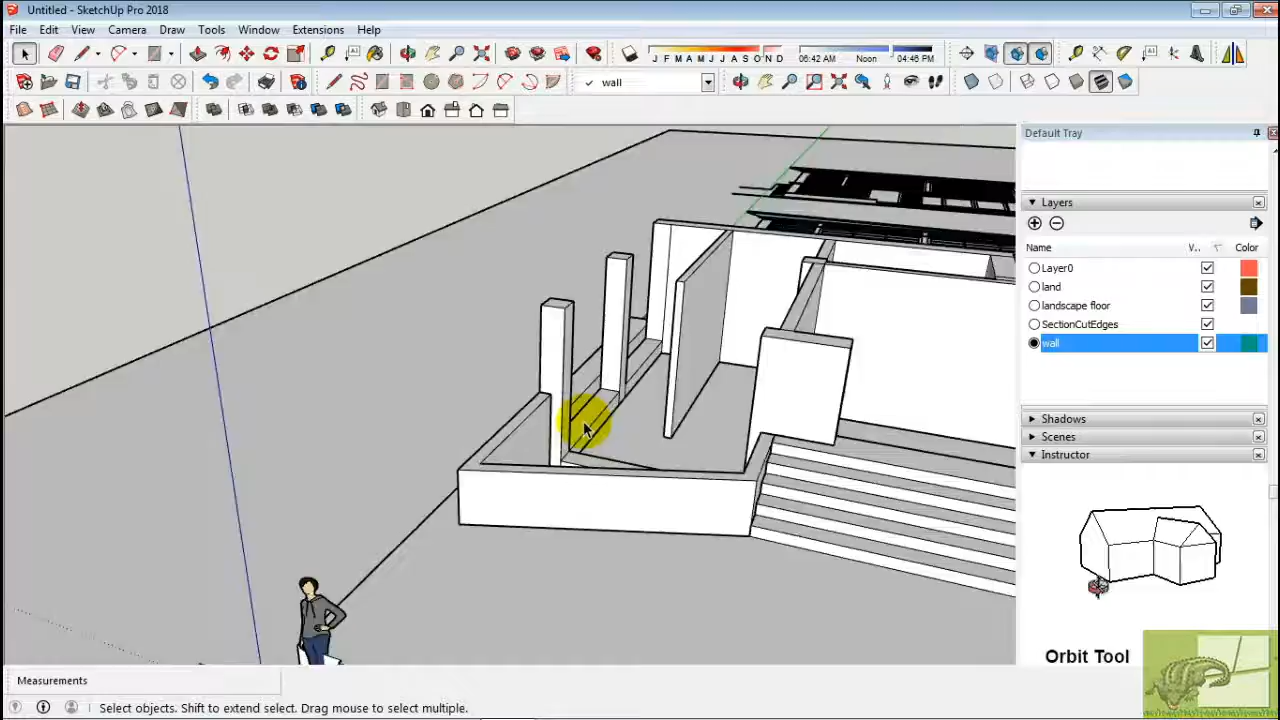 Untitled - SketchUp Pro 2018
File Edit View Camera Draw Tools Window Extensions Help
J F M A M J J A S O N D 06:42 AM Noon 04:46 PM
wall
Default Tray
Layers
Name V.. Color
Layer0
land
landscape floor
SectionCutEdges
wall
Shadows
Scenes
Instructor
Orbit Tool
Measurements
Select objects. Shift to extend select. Drag mouse to select multiple.